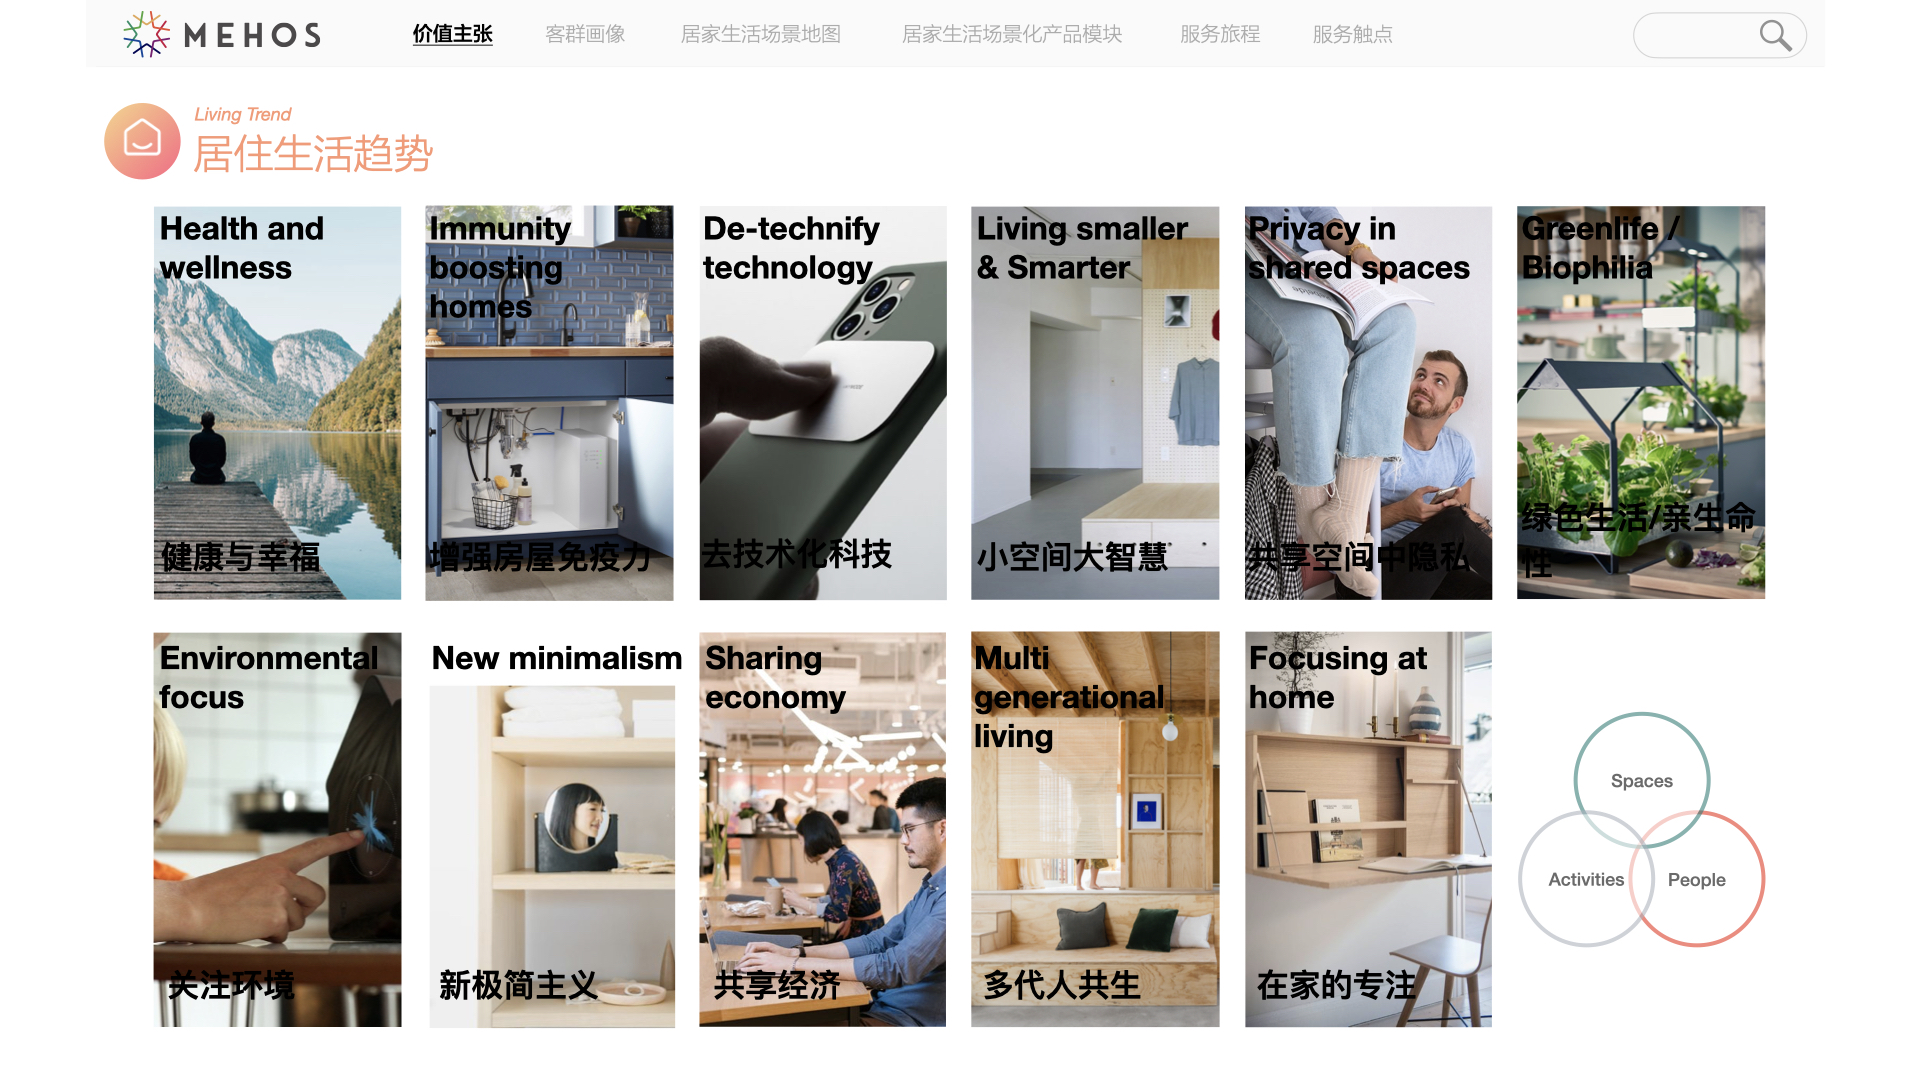 MEHOS
价值主张
客群画像
居家生活场景地图
居家生活场景化产品模块
服务旅程
服务触点
Living Trend
居住生活趋势
Health and
wellness
健康与幸福
Immunity
boosting
homes
增强房屋免疫力
De-technify
technology
去技术化科技
Living smaller
& Smarter
小空间大智慧
Privacy in
shared spaces
共享空间中隐私
Greenlife /
Biophilia
绿色生活/亲生命
性
Environmental
focus
关注环境
New minimalism
新极简主义
Sharing
economy
共享经济
Multi
generational
living
多代人共生
Focusing at
home
在家的专注
Spaces
Activities
People